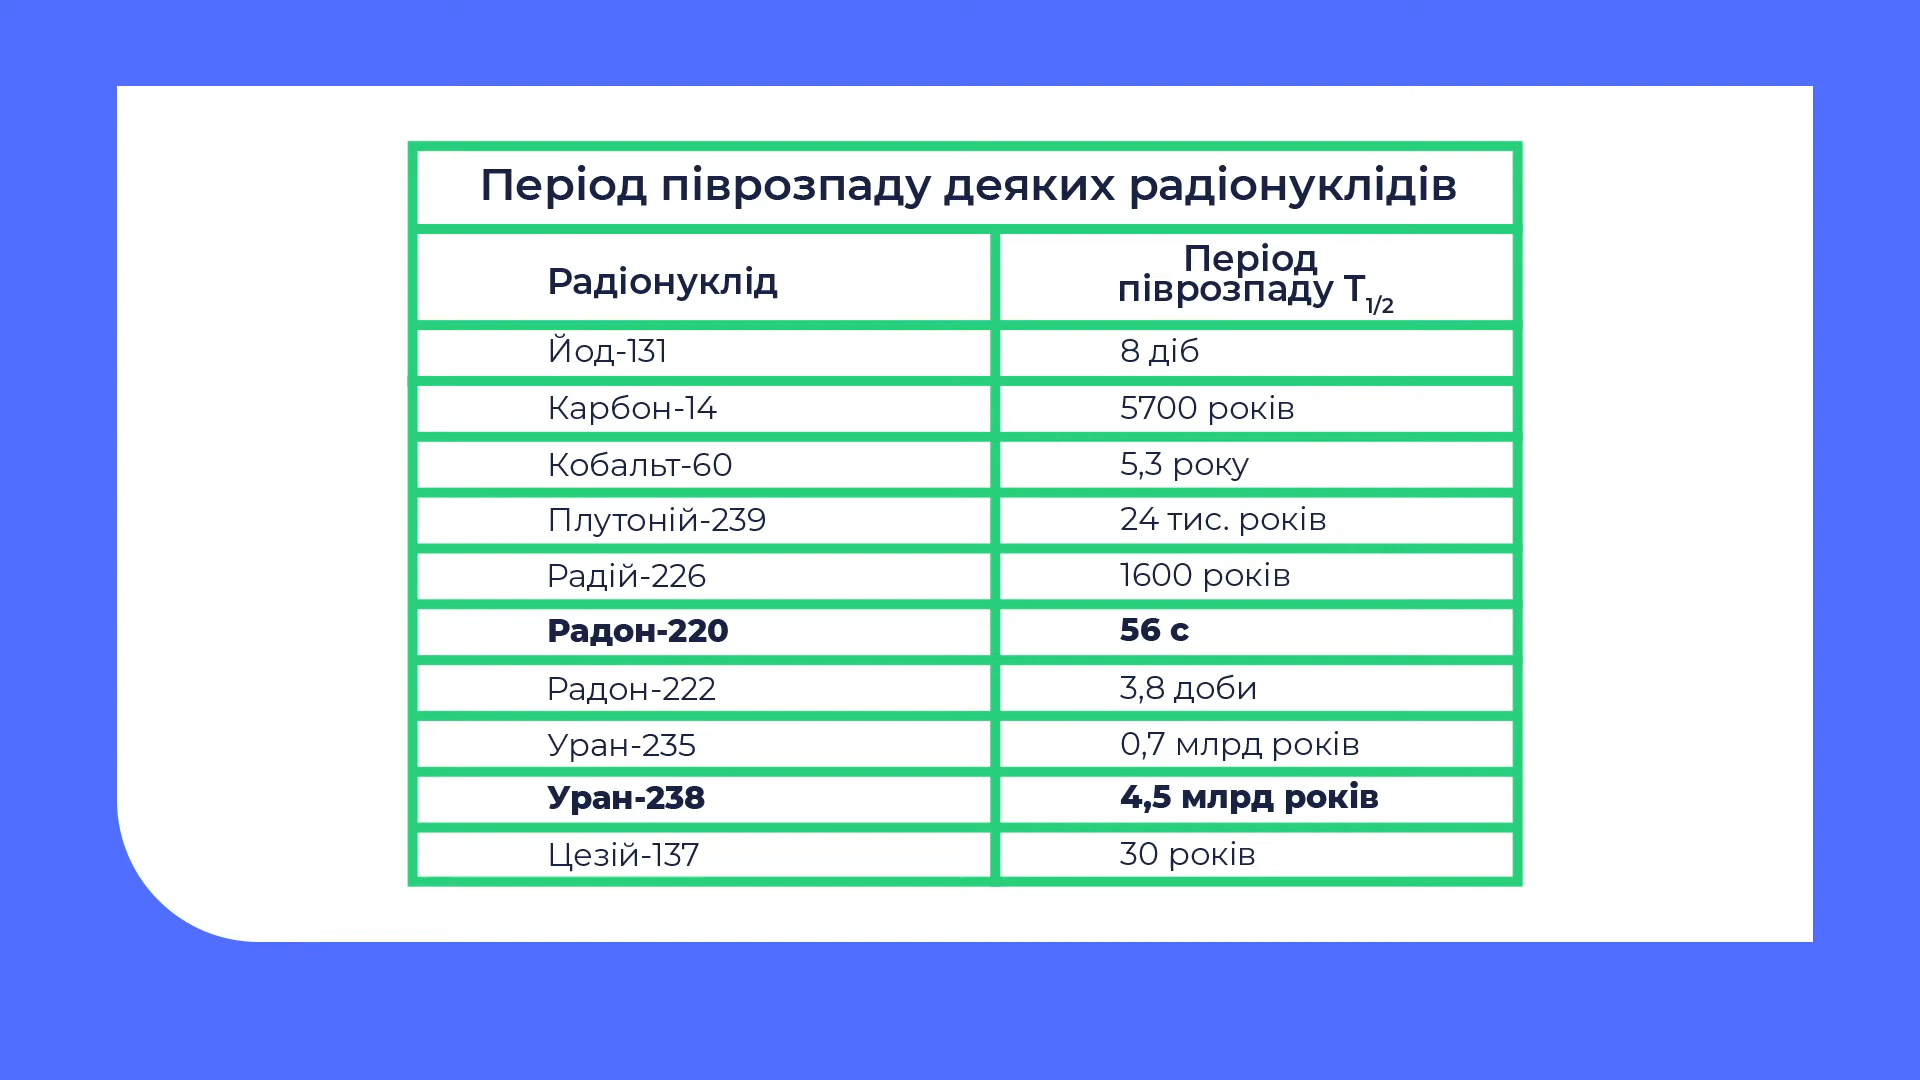 Період піврозпаду деяких радіонуклідів
Радіонуклід
Період
піврозпаду T1/2
Йод-131
8 діб
Карбон-14
5700 років
Кобальт-60
5,3 року
Плутоній-239
24 тис. років
Радій-226
1600 років
Радон-220
56 с
Радон-222
3,8 доби
Уран-235
0,7 млрд років
Уран-238
4,5 млрд років
Цезій-137
30 років